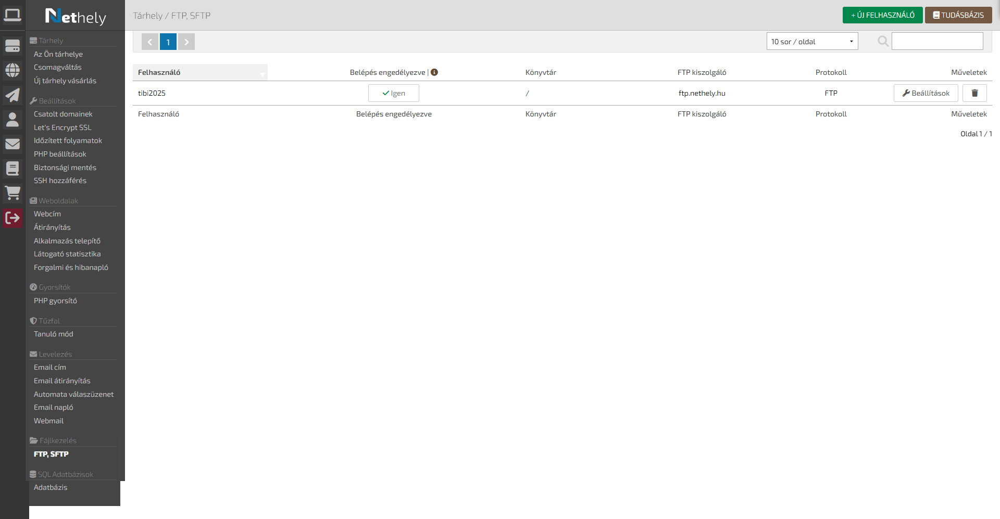 Nethely
Tárhely / FTP, SFTP
+ ÚJ FELHASZNÁLÓ
TUDÁSBÁZIS
Tárhely
Az Ön tárhelye
Csomagváltás
Új tárhely vásárlás
Beállítások
Csatolt domainek
Let's Encrypt SSL
Időzített folyamatok
PHP beállítások
Biztonsági mentés
SSH hozzáférés
Weboldalak
Webcím
Átirányítás
Alkalmazás telepítő
Látogató statisztika
Forgalmi és hibanapló
Gyorsítók
PHP gyorsító
Tűzfal
Tanuló mód
Levelezés
Email cím
Email átirányítás
Automata válaszüzenet
Email napló
Webmail
Fájlkezelés
FTP, SFTP
SQL Adatbázisok
Adatbázis
1
10 sor / oldal
Felhasználó Belépés engedélyezve | Könyvtár FTP kiszolgáló Protokoll Műveletek
tibi2025 Igen / ftp.nethely.hu FTP Beállítások
Felhasználó Belépés engedélyezve Könyvtár FTP kiszolgáló Protokoll Műveletek
Oldal 1 / 1